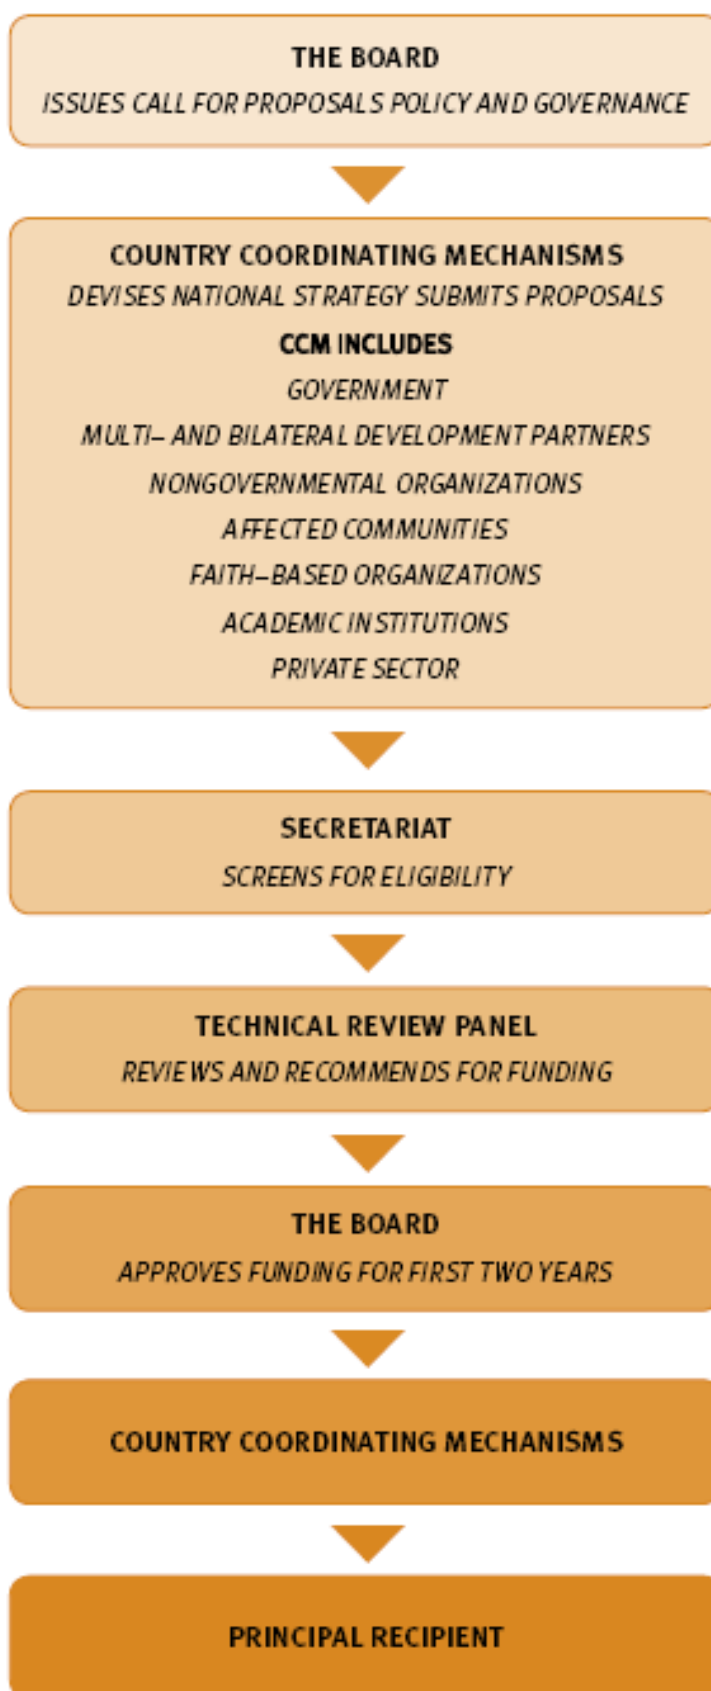 THE BOARD
ISSUES CALL FOR PROPOSALS POLICY AND GOVERNANCE
COUNTRY COORDINATING MECHANISMS
DEVISES NATIONAL STRATEGY SUBMITS PROPOSALS
CCM INCLUDES
GOVERNMENT
MULTI– AND BILATERAL DEVELOPMENT PARTNERS
NONGOVERNMENTAL ORGANIZATIONS
AFFECTED COMMUNITIES
FAITH–BASED ORGANIZATIONS
ACADEMIC INSTITUTIONS
PRIVATE SECTOR
SECRETARIAT
SCREENS FOR ELIGIBILITY
TECHNICAL REVIEW PANEL
REVIEWS AND RECOMMENDS FOR FUNDING
THE BOARD
APPROVES FUNDING FOR FIRST TWO YEARS
COUNTRY COORDINATING MECHANISMS
PRINCIPAL RECIPIENT